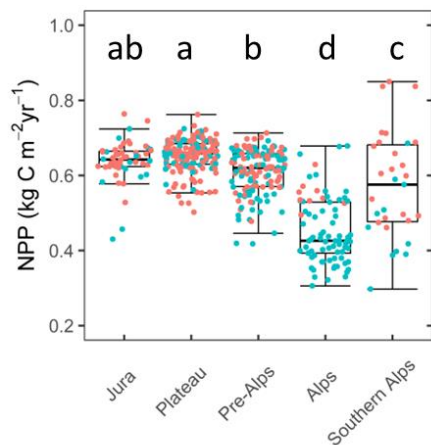 1.0
ab a b d c
0.8
0.6
0.4
0.2
NPP (kg C m⁻²yr⁻¹)
Jura
Plateau
Pre-Alps
Alps
Southern Alps